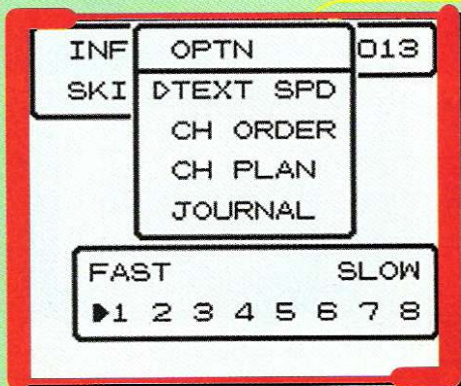 INF
SKI
OPTN
013
▷TEXT SPD
CH ORDER
CH PLAN
JOURNAL
FAST SLOW
▶1 2 3 4 5 6 7 8